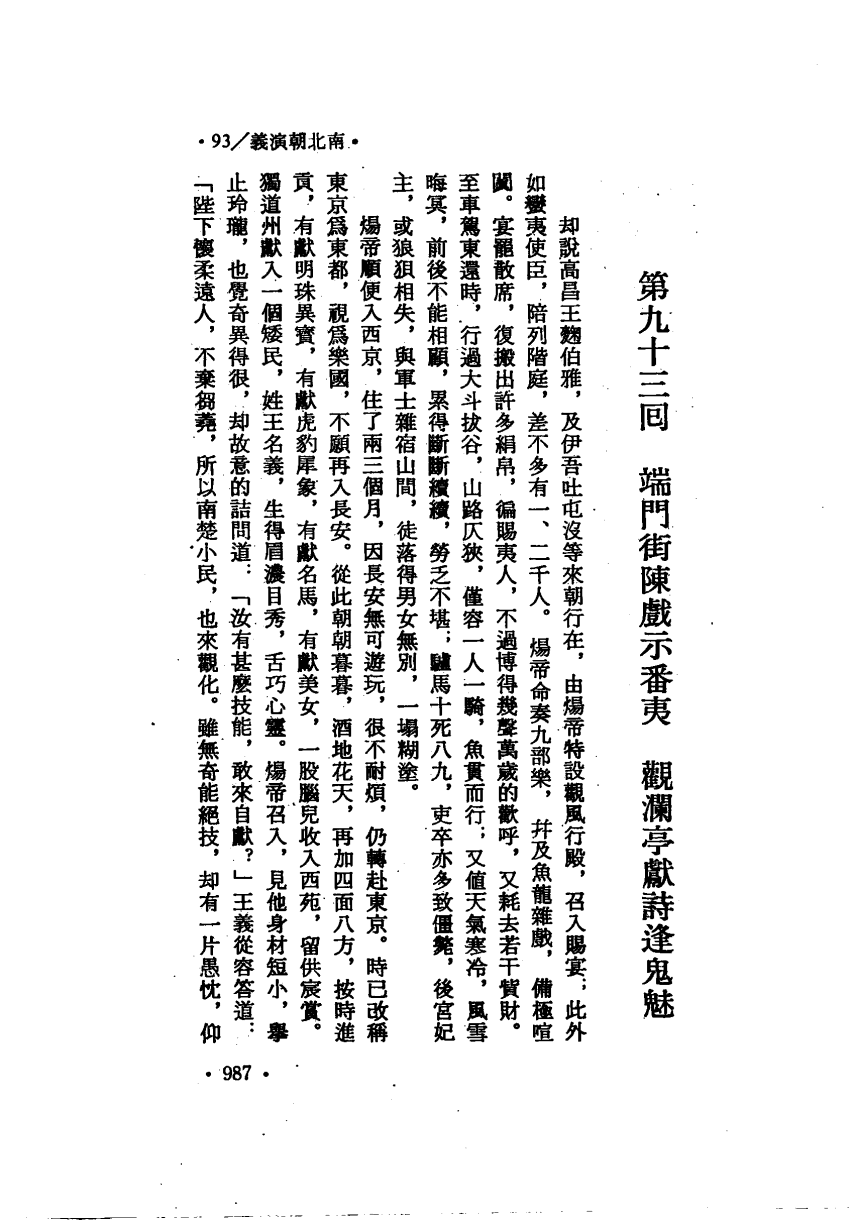 ·93／義演朝北南·
第九十三回　端門街陳戲示番夷　觀瀾亭獻詩逢鬼魅
却說高昌王麴伯雅，及伊吾吐屯沒等來朝行在，由煬帝特設觀風行殿，召入賜宴；此外
如蠻夷使臣，陪列階庭，差不多有一、二千人。煬帝命奏九部樂，幷及魚龍雜戲，備極喧
闐。宴罷散席，復搬出許多絹帛，徧賜夷人，不過博得幾聲萬歲的歡呼，又耗去若干貲財。
至車駕東還時，行過大斗拔谷，山路仄狹，僅容一人一騎，魚貫而行；又值天氣寒冷，風雪
晦冥，前後不能相顧，累得斷斷續續，勞乏不堪；驢馬十死八九，吏卒亦多致僵斃，後宮妃
主，或狼狽相失，與軍士雜宿山間，徒落得男女無別，一塌糊塗。
煬帝順便入西京，住了兩三個月，因長安無可遊玩，很不耐煩，仍轉赴東京。時已改稱
東京爲東都，視爲樂國，不願再入長安。從此朝朝暮暮，酒地花天，再加四面八方，按時進
貢，有獻明珠異寶，有獻虎豹犀象，有獻名馬，有獻美女，一股腦兒收入西苑，留供宸賞。
獨道州獻入一個矮民，姓王名義，生得眉濃目秀，舌巧心靈。煬帝召入，見他身材短小，舉
止玲瓏，也覺奇異得很，却故意的詰問道：「汝有甚麼技能，敢來自獻？」王義從容答道：
「陛下懷柔遠人，不棄芻蕘，所以南楚小民，也來觀化。雖無奇能絕技，却有一片愚忱，仰
·987·